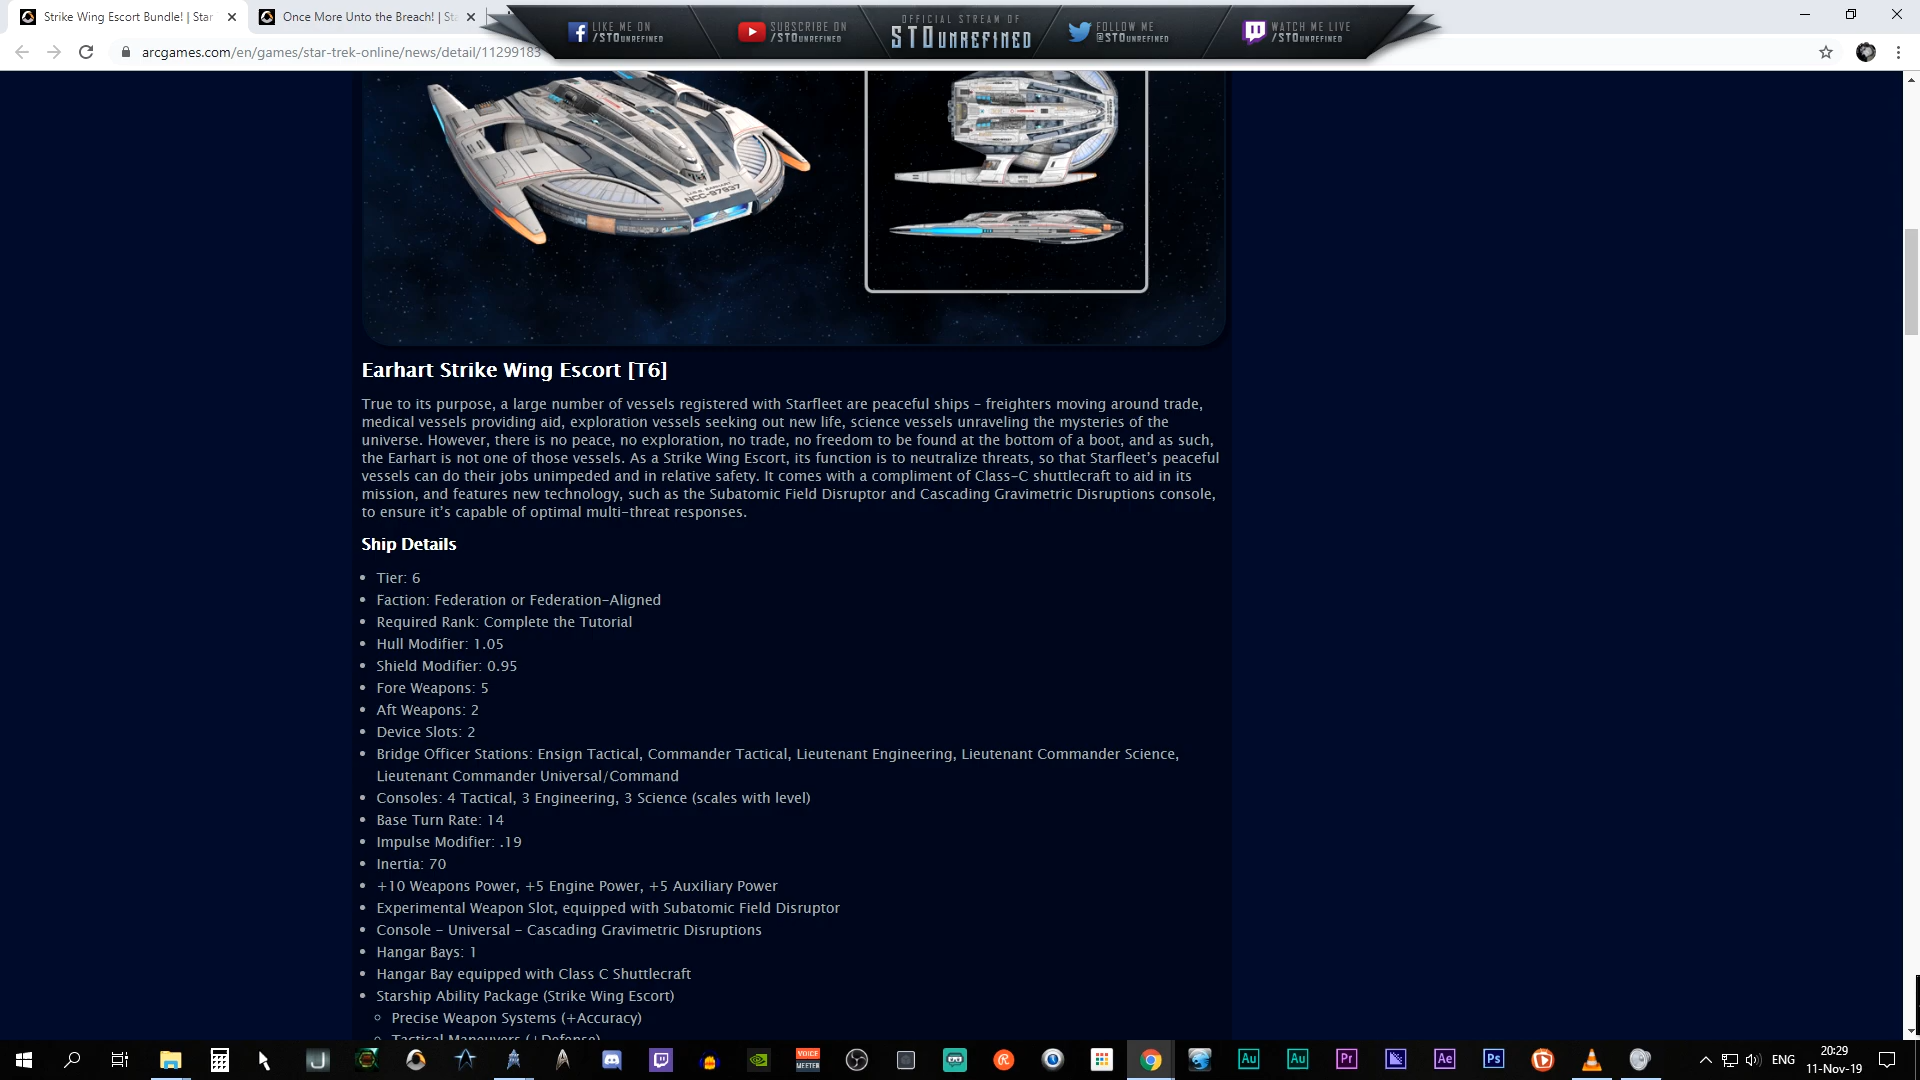 Strike Wing Escort Bundle! | Star
Once More Unto the Breach! | St
LIKE ME ON
/STOUNREFINED
SUBSCRIBE ON
/STOUNREFINED
OFFICIAL STREAM OF
STOUNREFINED
FOLLOW ME
@STOUNREFINED
WATCH ME LIVE
/STOUNREFINED
arcgames.com/en/games/star-trek-online/news/detail/11299183
NCC-97937
Earhart Strike Wing Escort [T6]
True to its purpose, a large number of vessels registered with Starfleet are peaceful ships – freighters moving around trade,
medical vessels providing aid, exploration vessels seeking out new life, science vessels unraveling the mysteries of the
universe. However, there is no peace, no exploration, no trade, no freedom to be found at the bottom of a boot, and as such,
the Earhart is not one of those vessels. As a Strike Wing Escort, its function is to neutralize threats, so that Starfleet's peaceful
vessels can do their jobs unimpeded and in relative safety. It comes with a compliment of Class-C shuttlecraft to aid in its
mission, and features new technology, such as the Subatomic Field Disruptor and Cascading Gravimetric Disruptions console,
to ensure it's capable of optimal multi-threat responses.
Ship Details
• Tier: 6
• Faction: Federation or Federation-Aligned
• Required Rank: Complete the Tutorial
• Hull Modifier: 1.05
• Shield Modifier: 0.95
• Fore Weapons: 5
• Aft Weapons: 2
• Device Slots: 2
• Bridge Officer Stations: Ensign Tactical, Commander Tactical, Lieutenant Engineering, Lieutenant Commander Science,
Lieutenant Commander Universal/Command
• Consoles: 4 Tactical, 3 Engineering, 3 Science (scales with level)
• Base Turn Rate: 14
• Impulse Modifier: .19
• Inertia: 70
• +10 Weapons Power, +5 Engine Power, +5 Auxiliary Power
• Experimental Weapon Slot, equipped with Subatomic Field Disruptor
• Console – Universal – Cascading Gravimetric Disruptions
• Hangar Bays: 1
• Hangar Bay equipped with Class C Shuttlecraft
• Starship Ability Package (Strike Wing Escort)
◦ Precise Weapon Systems (+Accuracy)
◦ Tactical Maneuvers (+Defense)
VOICE
MEETER
Au
Au
Pr
Ae
Ps
ENG
20:29
11-Nov-19